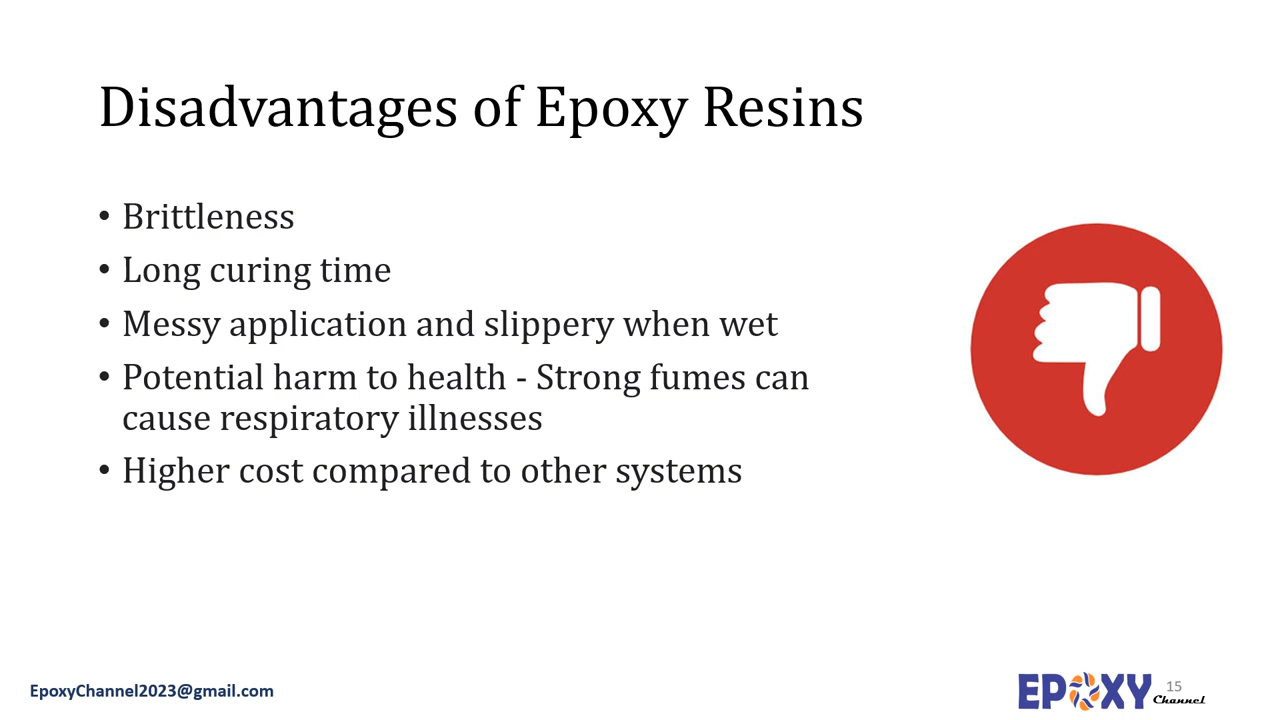 Disadvantages of Epoxy Resins
• Brittleness
• Long curing time
• Messy application and slippery when wet
• Potential harm to health - Strong fumes can
cause respiratory illnesses
• Higher cost compared to other systems
EpoxyChannel2023@gmail.com
EPOXY
Channel
15